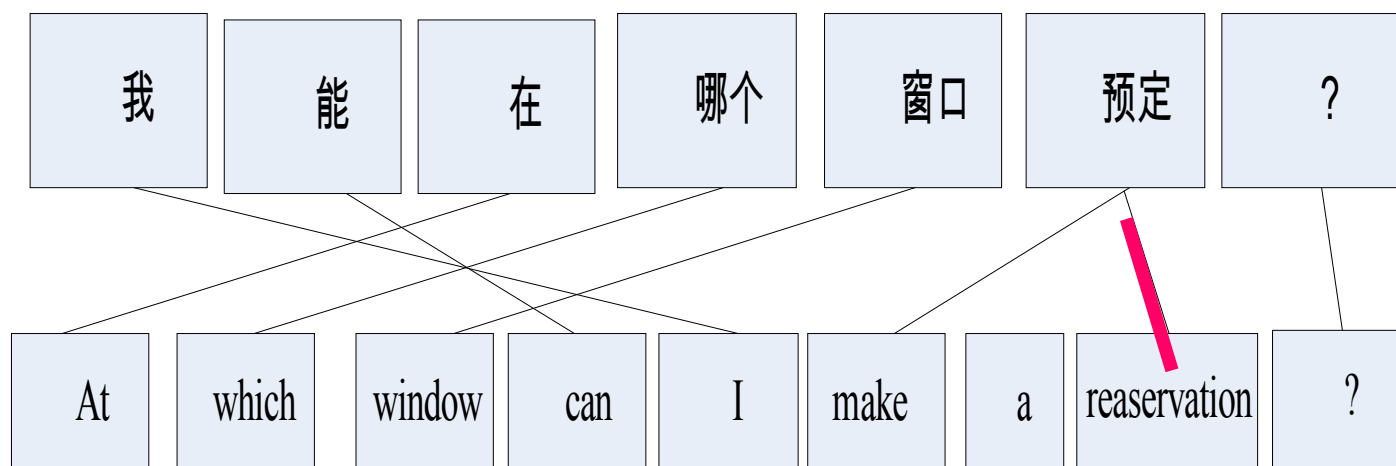 我 能 在 哪个 窗口 预定 ?
At which window can I make a reaservation ?